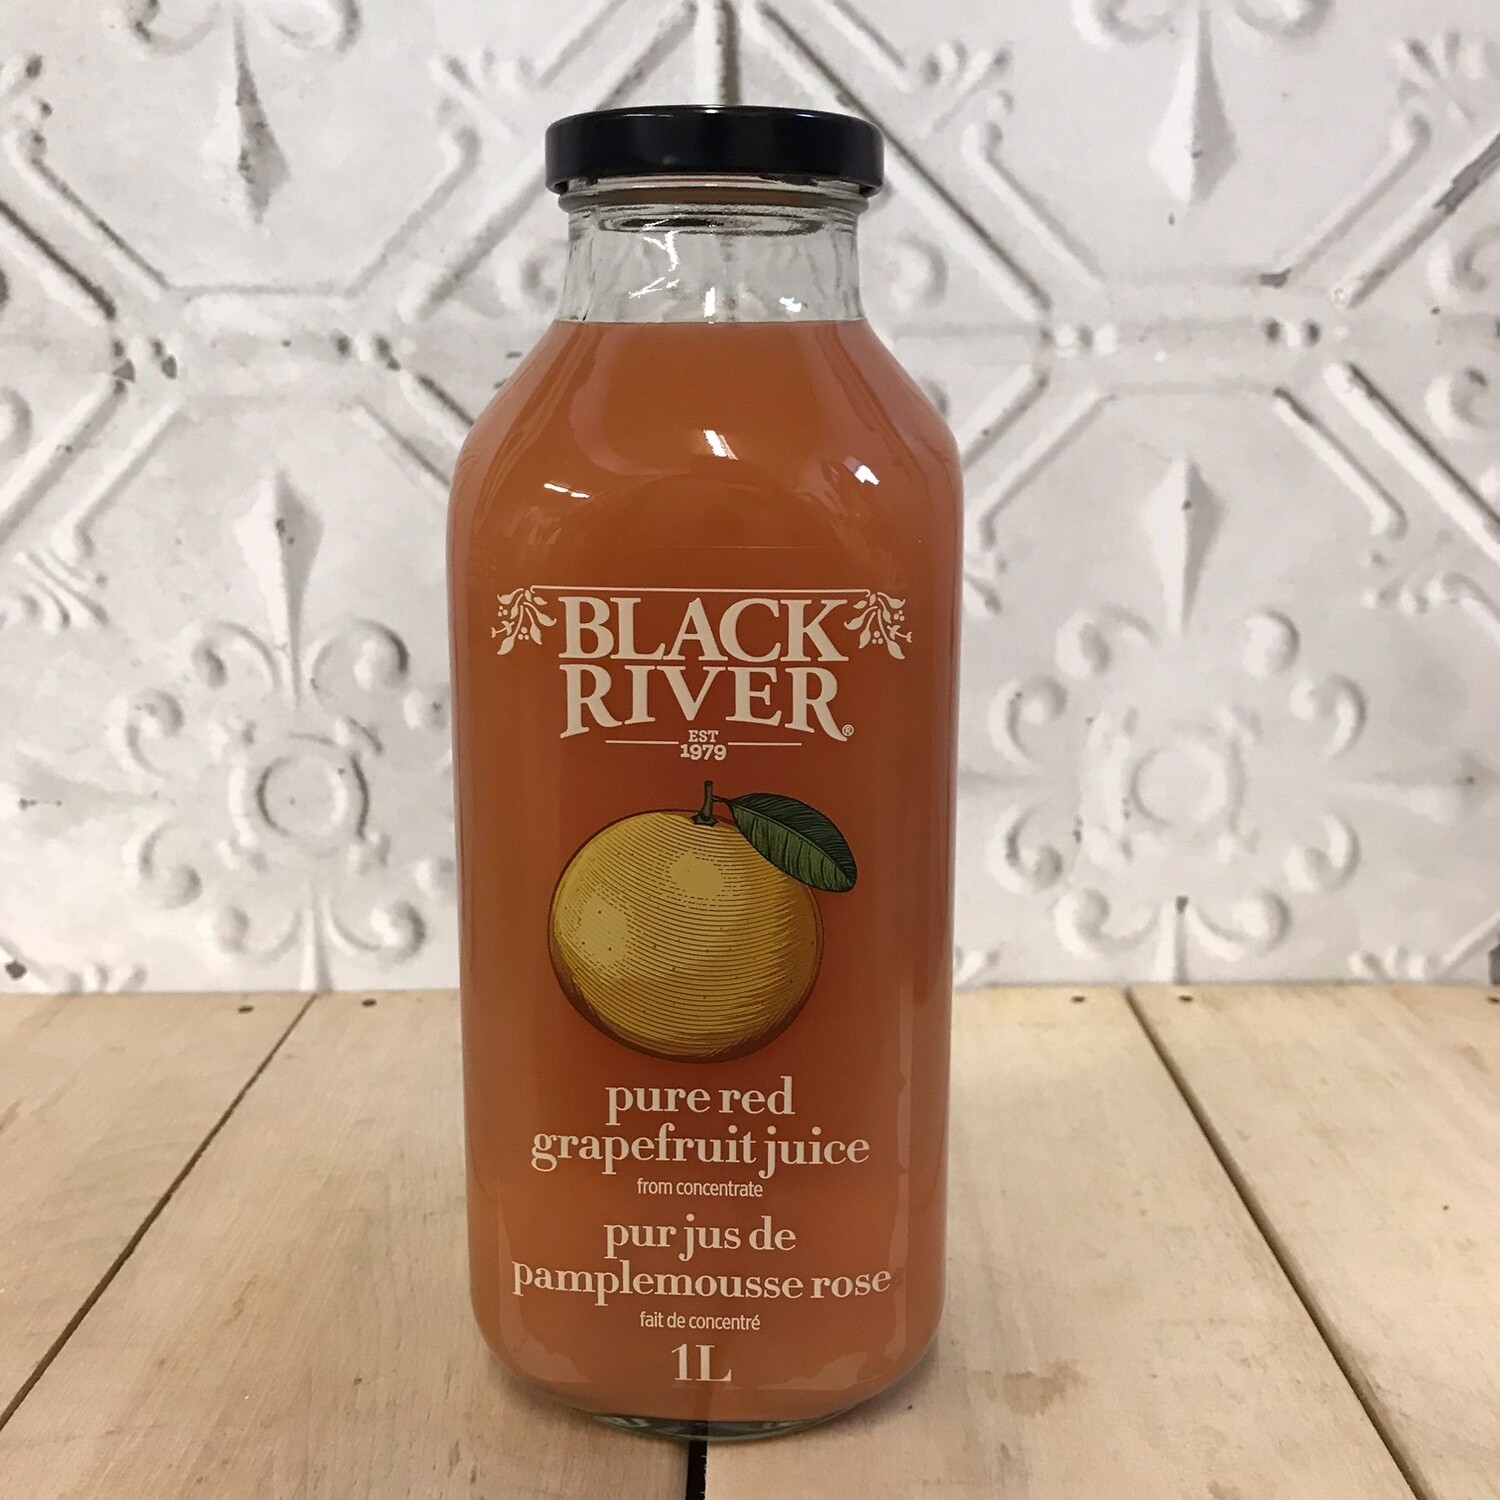 BLACK
RIVER®
EST
1979
pure red
grapefruit juice
from concentrate
pur jus de
pamplemousse rose
fait de concentré
1L